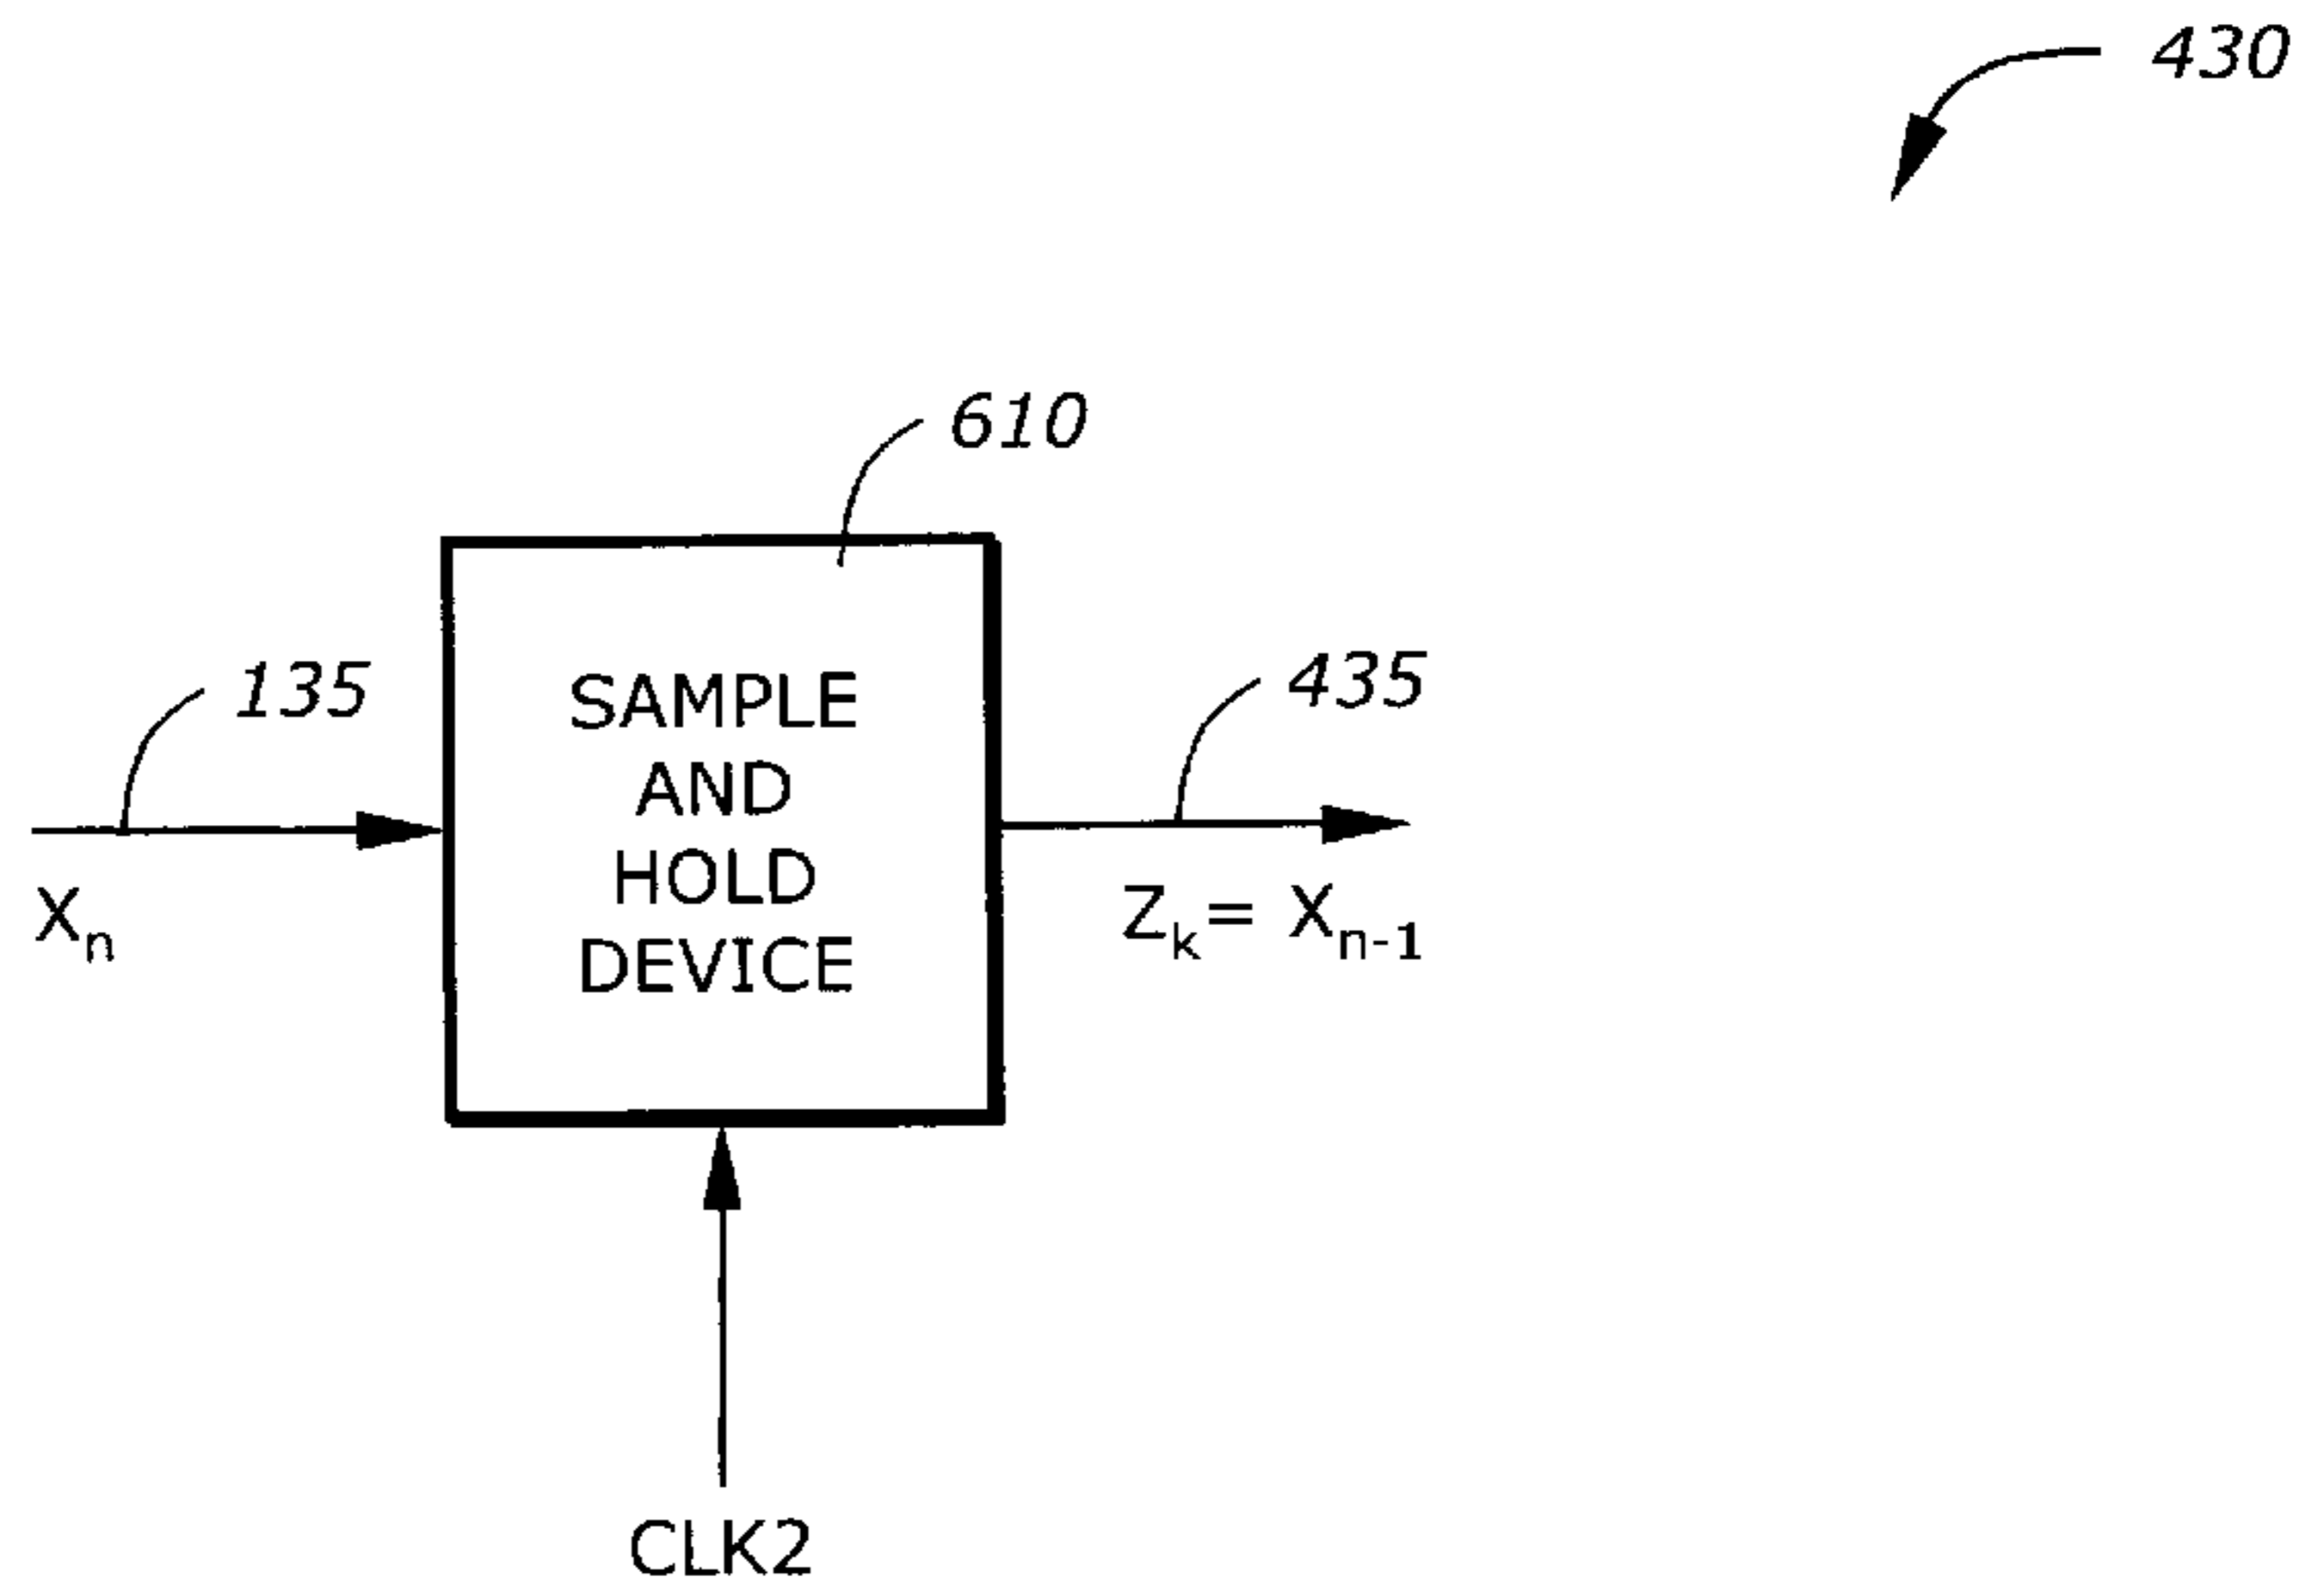 430
610
135
435
SAMPLE
AND
HOLD
DEVICE
Xn
Zk= Xn-1
CLK2